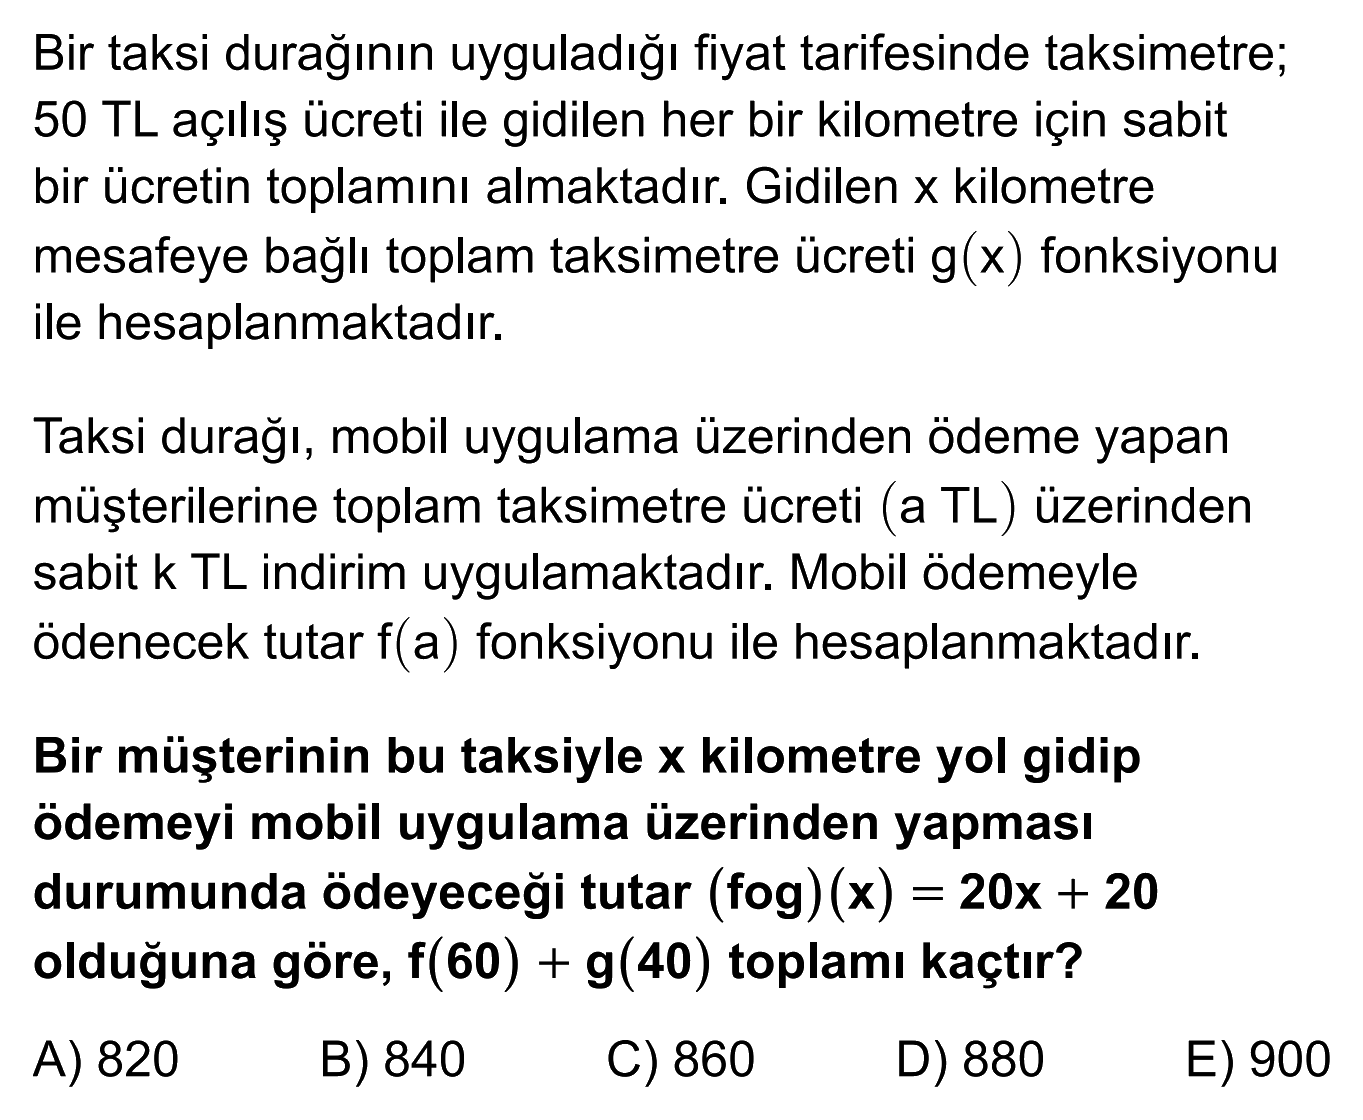 Bir taksi durağının uyguladığı fiyat tarifesinde taksimetre;
50 TL açılış ücreti ile gidilen her bir kilometre için sabit
bir ücretin toplamını almaktadır. Gidilen x kilometre
mesafeye bağlı toplam taksimetre ücreti g(x) fonksiyonu
ile hesaplanmaktadır.
Taksi durağı, mobil uygulama üzerinden ödeme yapan
müşterilerine toplam taksimetre ücreti (a TL) üzerinden
sabit k TL indirim uygulamaktadır. Mobil ödemeyle
ödenecek tutar f(a) fonksiyonu ile hesaplanmaktadır.
Bir müşterinin bu taksiyle x kilometre yol gidip
ödemeyi mobil uygulama üzerinden yapması
durumunda ödeyeceği tutar (fog)(x) = 20x + 20
olduğuna göre, f(60) + g(40) toplamı kaçtır?
A) 820 B) 840 C) 860 D) 880 E) 900